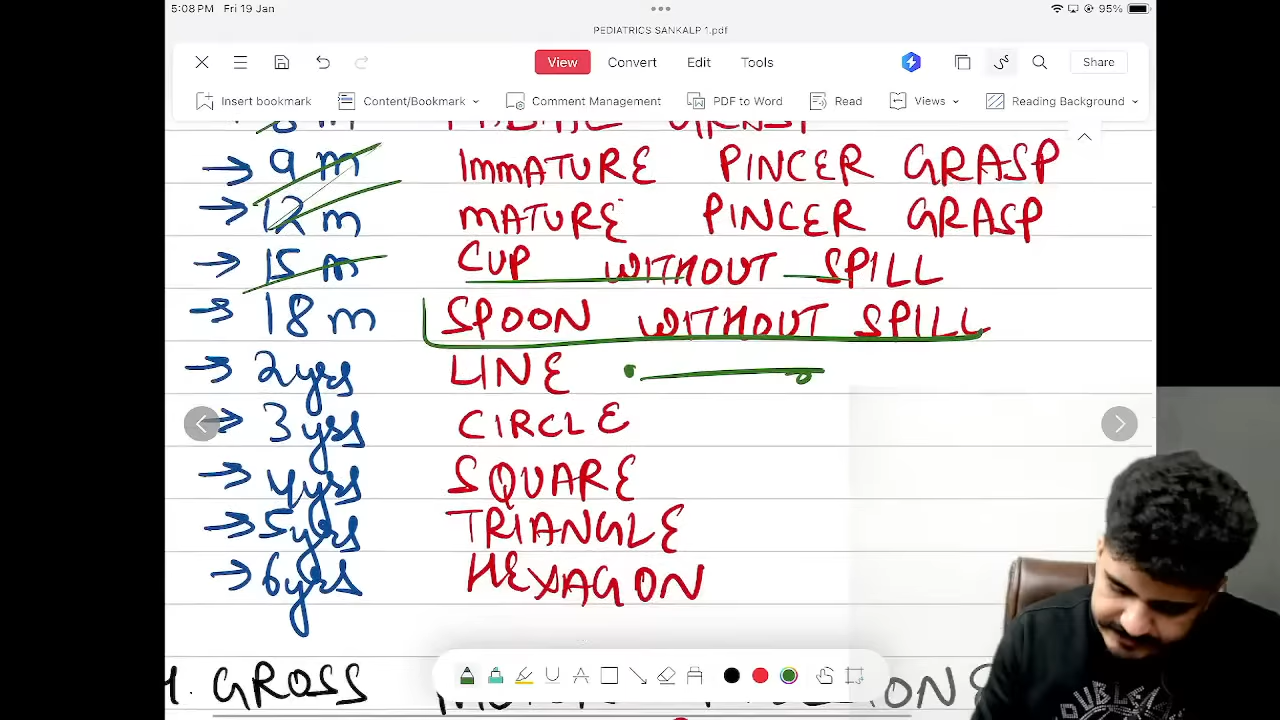 5:08 PM Fri 19 Jan 95%
PEDIATRICS SANKALP 1.pdf
View Convert Edit Tools Share
Insert bookmark Content/Bookmark Comment Management PDF to Word Read Views Reading Background
→ 9 m IMMATURE PINCER GRASP
→ 12 m MATURE PINCER GRASP
→ 15 m CUP WITHOUT SPILL
→ 18 m SPOON WITHOUT SPILL
→ 2 yrs LINE
→ 3 yrs CIRCLE
→ 4 yrs SQUARE
→ 5 yrs TRIANGLE
→ 6 yrs HEXAGON
GROSS